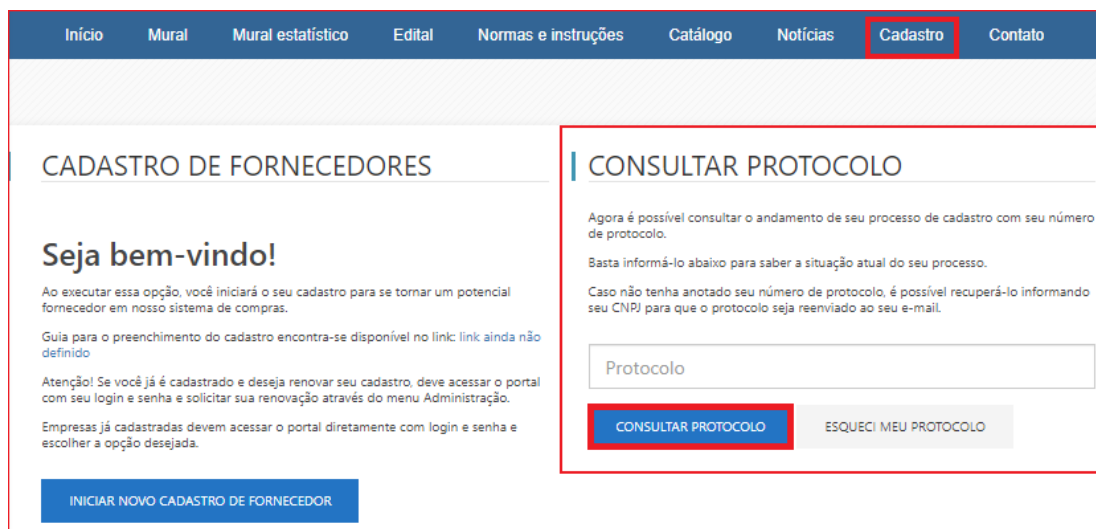 Início Mural Mural estatístico Edital Normas e instruções Catálogo Notícias Cadastro Contato
CADASTRO DE FORNECEDORES
Seja bem-vindo!
Ao executar essa opção, você iniciará o seu cadastro para se tornar um potencial
fornecedor em nosso sistema de compras.
Guia para o preenchimento do cadastro encontra-se disponível no link: link ainda não
definido
Atenção! Se você já é cadastrado e deseja renovar seu cadastro, deve acessar o portal
com seu login e senha e solicitar sua renovação através do menu Administração.
Empresas já cadastradas devem acessar o portal diretamente com login e senha e
escolher a opção desejada.
INICIAR NOVO CADASTRO DE FORNECEDOR
CONSULTAR PROTOCOLO
Agora é possível consultar o andamento de seu processo de cadastro com seu número
de protocolo.
Basta informá-lo abaixo para saber a situação atual do seu processo.
Caso não tenha anotado seu número de protocolo, é possível recuperá-lo informando
seu CNPJ para que o protocolo seja reenviado ao seu e-mail.
Protocolo
CONSULTAR PROTOCOLO ESQUECI MEU PROTOCOLO